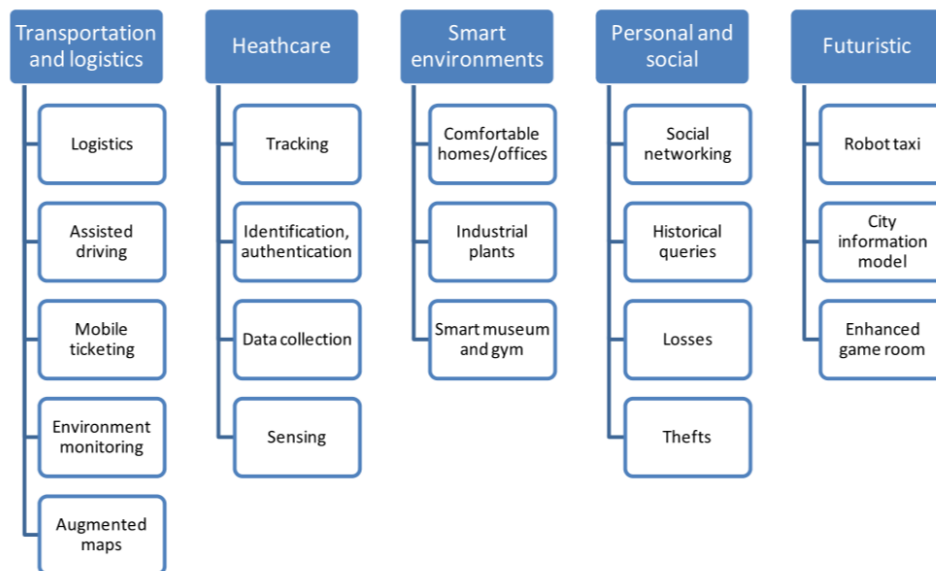 Transportation
and logistics
Logistics
Assisted
driving
Mobile
ticketing
Environment
monitoring
Augmented
maps
Heathcare
Tracking
Identification,
authentication
Data collection
Sensing
Smart
environments
Comfortable
homes/offices
Industrial
plants
Smart museum
and gym
Personal and
social
Social
networking
Historical
queries
Losses
Thefts
Futuristic
Robot taxi
City
information
model
Enhanced
game room